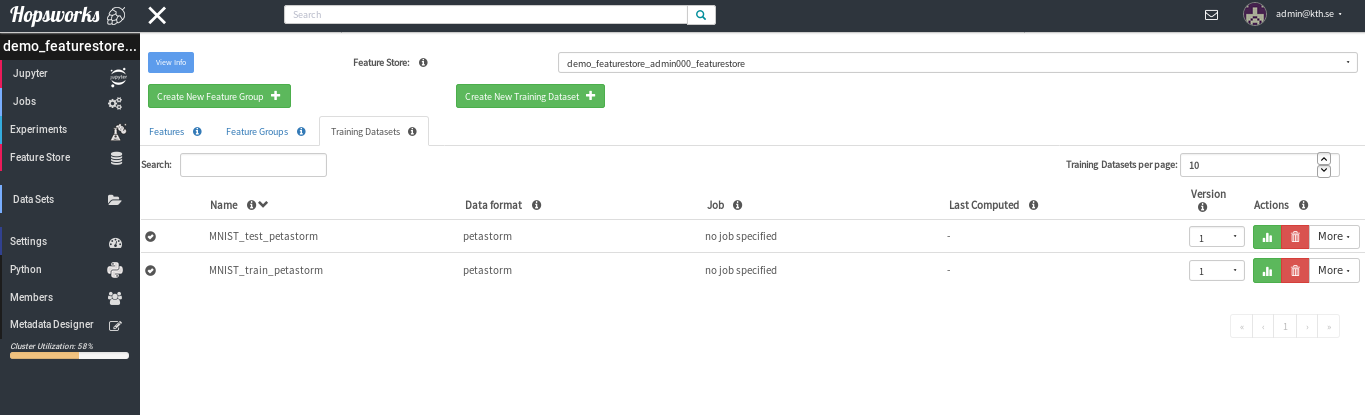 Hopsworks
Search
admin@kth.se
demo_featurestore...
Jupyter
jupyter
Jobs
Experiments
Feature Store
Data Sets
Settings
Python
Members
Metadata Designer
Cluster Utilization: 58%
View Info
Feature Store:
demo_featurestore_admin000_featurestore
Create New Feature Group
Create New Training Dataset
Features
Feature Groups
Training Datasets
Search:
Training Datasets per page: 10
Name Data format Job Last Computed Version Actions
MNIST_test_petastorm petastorm no job specified - 1 More
MNIST_train_petastorm petastorm no job specified - 1 More
« ‹ 1 › »